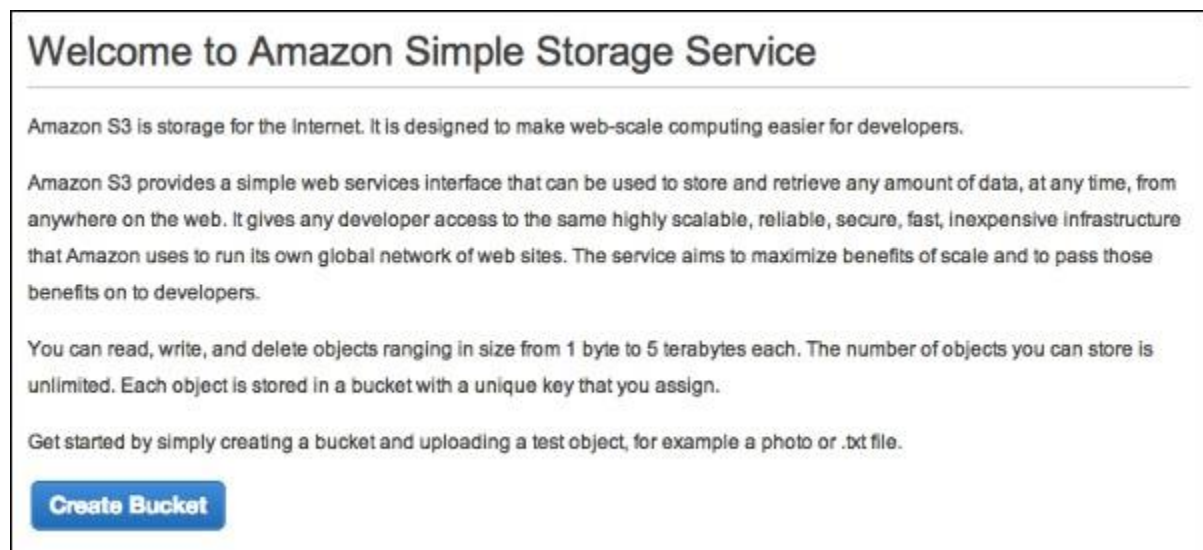 Welcome to Amazon Simple Storage Service
Amazon S3 is storage for the Internet. It is designed to make web-scale computing easier for developers.
Amazon S3 provides a simple web services interface that can be used to store and retrieve any amount of data, at any time, from
anywhere on the web. It gives any developer access to the same highly scalable, reliable, secure, fast, inexpensive infrastructure
that Amazon uses to run its own global network of web sites. The service aims to maximize benefits of scale and to pass those
benefits on to developers.
You can read, write, and delete objects ranging in size from 1 byte to 5 terabytes each. The number of objects you can store is
unlimited. Each object is stored in a bucket with a unique key that you assign.
Get started by simply creating a bucket and uploading a test object, for example a photo or .txt file.
Create Bucket